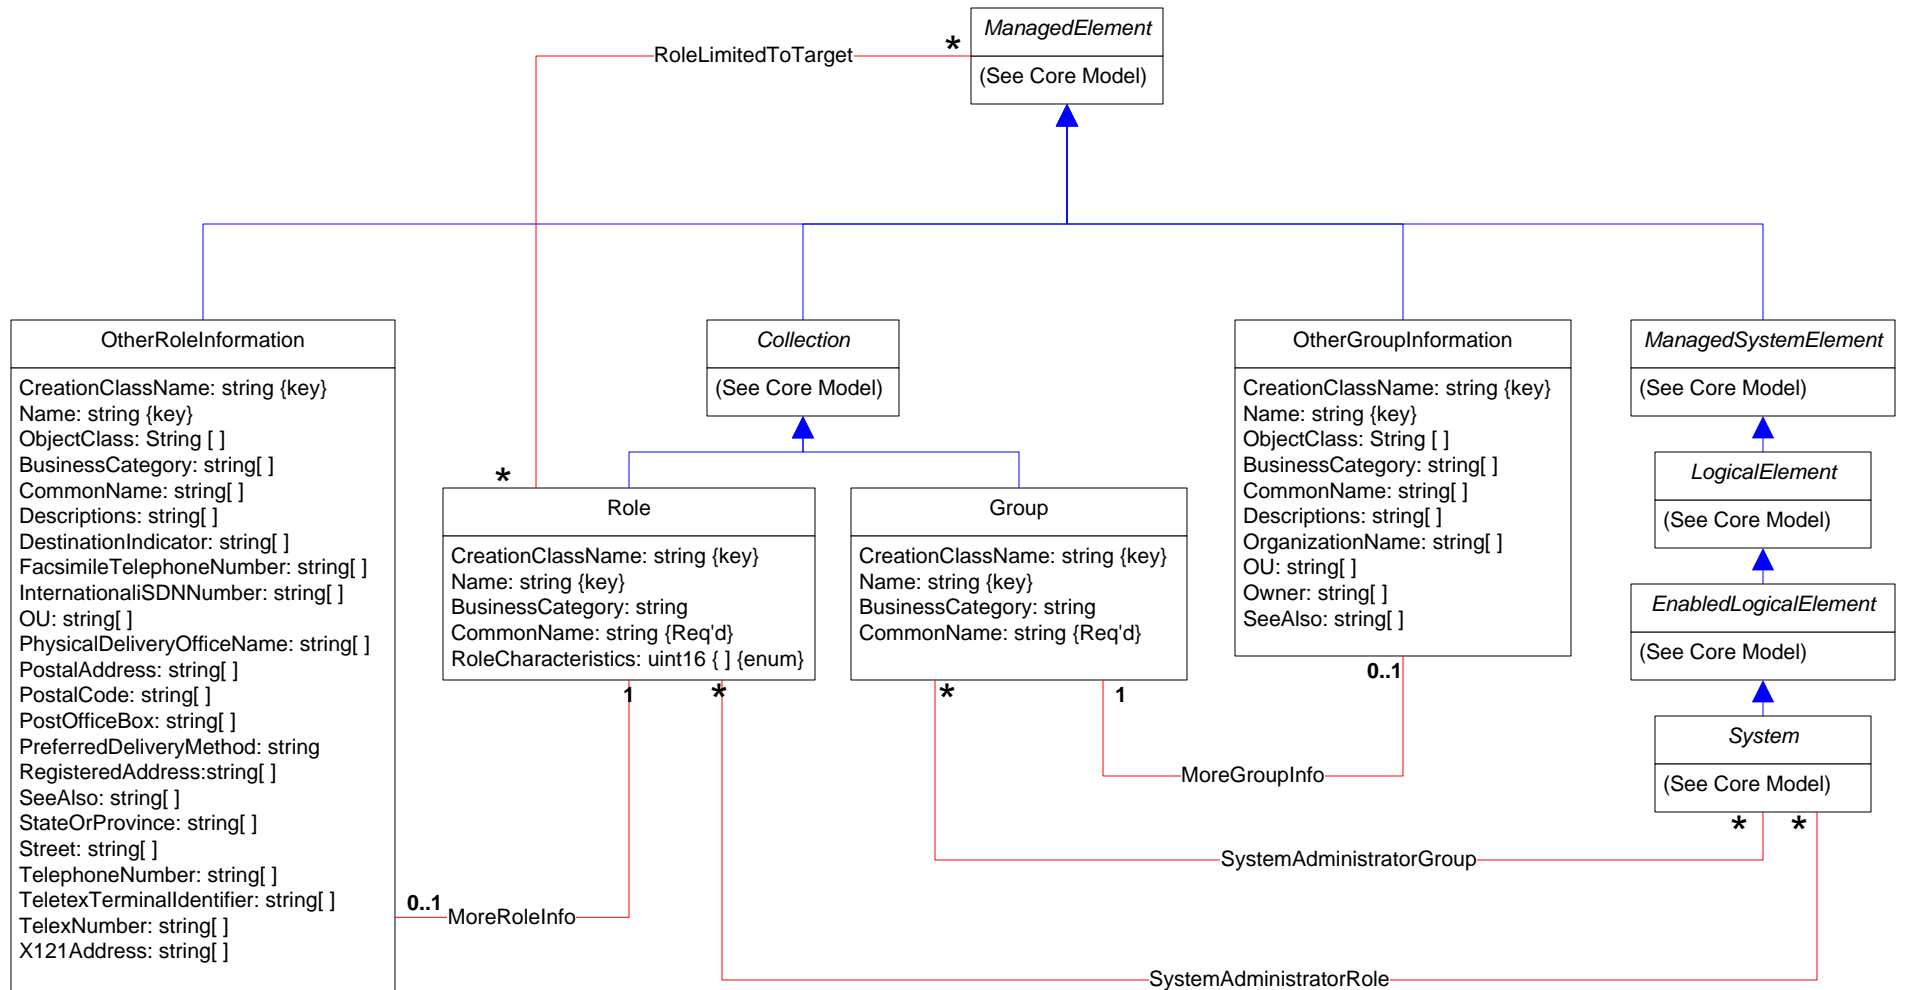 ManagedElement
(See Core Model)
*
RoleLimitedToTarget
*
OtherRoleInformation
CreationClassName: string {key}
Name: string {key}
ObjectClass: String [ ]
BusinessCategory: string[ ]
CommonName: string[ ]
Descriptions: string[ ]
DestinationIndicator: string[ ]
FacsimileTelephoneNumber: string[ ]
InternationaliSDNNumber: string[ ]
OU: string[ ]
PhysicalDeliveryOfficeName: string[ ]
PostalAddress: string[ ]
PostalCode: string[ ]
PostOfficeBox: string[ ]
PreferredDeliveryMethod: string
RegisteredAddress:string[ ]
SeeAlso: string[ ]
StateOrProvince: string[ ]
Street: string[ ]
TelephoneNumber: string[ ]
TeletexTerminalIdentifier: string[ ]
TelexNumber: string[ ]
X121Address: string[ ]
Collection
(See Core Model)
Role
CreationClassName: string {key}
Name: string {key}
BusinessCategory: string
CommonName: string {Req'd}
RoleCharacteristics: uint16 { ] {enum}
1
*
Group
CreationClassName: string {key}
Name: string {key}
BusinessCategory: string
CommonName: string {Req'd}
*
1
OtherGroupInformation
CreationClassName: string {key}
Name: string {key}
ObjectClass: String [ ]
BusinessCategory: string[ ]
CommonName: string[ ]
Descriptions: string[ ]
OrganizationName: string[ ]
OU: string[ ]
Owner: string[ ]
SeeAlso: string[ ]
0..1
ManagedSystemElement
(See Core Model)
LogicalElement
(See Core Model)
EnabledLogicalElement
(See Core Model)
System
(See Core Model)
*
*
MoreGroupInfo
SystemAdministratorGroup
0..1
MoreRoleInfo
SystemAdministratorRole